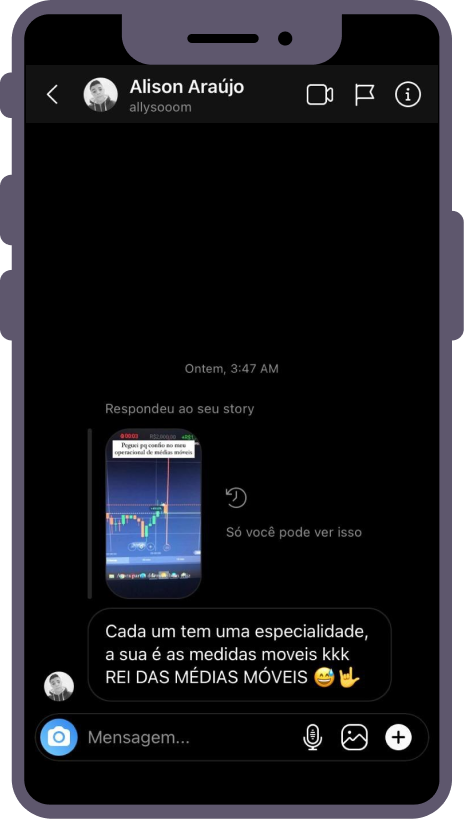 Alison Araújo
allysooom
Ontem, 3:47 AM
Respondeu ao seu story
Peguei pq confio no meu
operacional de médias móveis
Só você pode ver isso
Cada um tem uma especialidade,
a sua é as medidas moveis kkk
REI DAS MÉDIAS MÓVEIS 😅🤟
Mensagem...